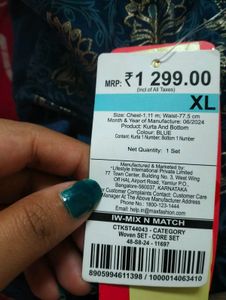 MRP: ₹1 299.00
(Incl of All Taxes)
XL
Size: Chest-1.11 m; Waist-77.5 cm
Month & Year of Manufacture: 06/2024
Product: Kurta And Bottom
Colour: BLUE
Contain: Kurta 1 Number, Bottom 1 Number
Net Quantity: 1 Set
Manufactured & Marketed by:
"Lifestyle International Private Limited
77 Town Center, Building No. 3, West Wing
Off HAL Airport Road, Yamlur P.O.,
Bangalore-560037, KARNATAKA
For Customer Complaints Contact: Customer Care
Manager At The Above Manufacturer Address
Phone No: 1800-123-1444
Email: help.in@maxfashion.com
IW-MIX N MATCH
CTKST44043 - CATEGORY
Woven SET - CORE SET
48-S8-24 - 11697
8905994611398 / 1000014063410